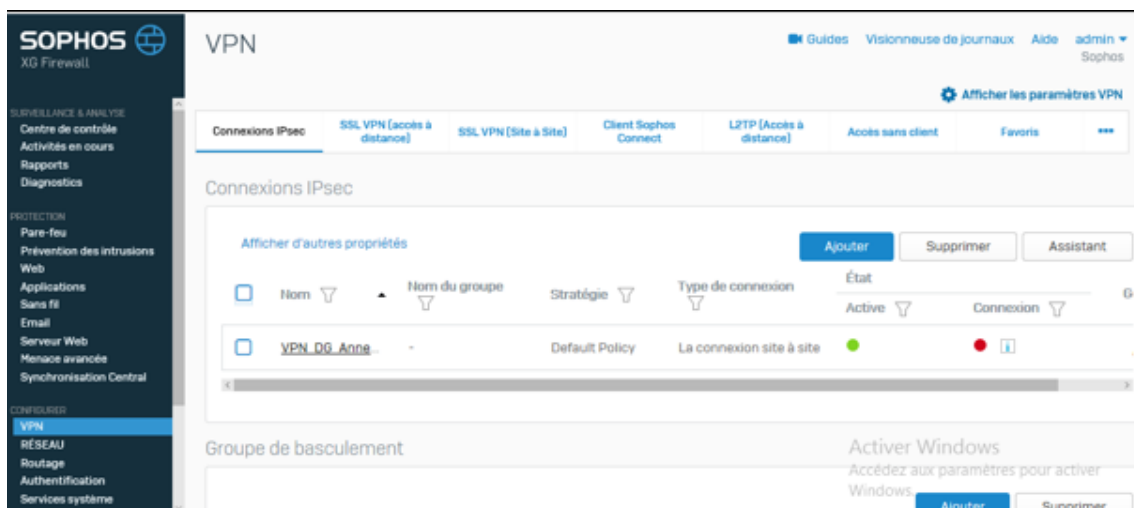 SOPHOS
XG Firewall
VPN
Guides Visionneuse de journaux Aide admin
Sophos
Afficher les paramètres VPN
SURVEILLANCE & ANALYSE
Centre de contrôle
Activités en cours
Rapports
Diagnostics
PROTECTION
Pare-feu
Prévention des intrusions
Web
Applications
Sans fil
Email
Serveur Web
Menace avancée
Synchronisation Central
CONFIGURER
VPN
RÉSEAU
Routage
Authentification
Services système
Connexions IPsec
SSL VPN (accès à distance)
SSL VPN (Site à Site)
Client Sophos Connect
L2TP (Accès à distance)
Accès sans client
Favoris
•••
Connexions IPsec
Afficher d'autres propriétés
Ajouter Supprimer Assistant
Nom
Nom du groupe
Stratégie
Type de connexion
État
Active Connexion
G
VPN_DG_Anne... - Default Policy La connexion site à site
Groupe de basculement
Activer Windows
Accédez aux paramètres pour activer
Windows.
Ajouter Supprimer